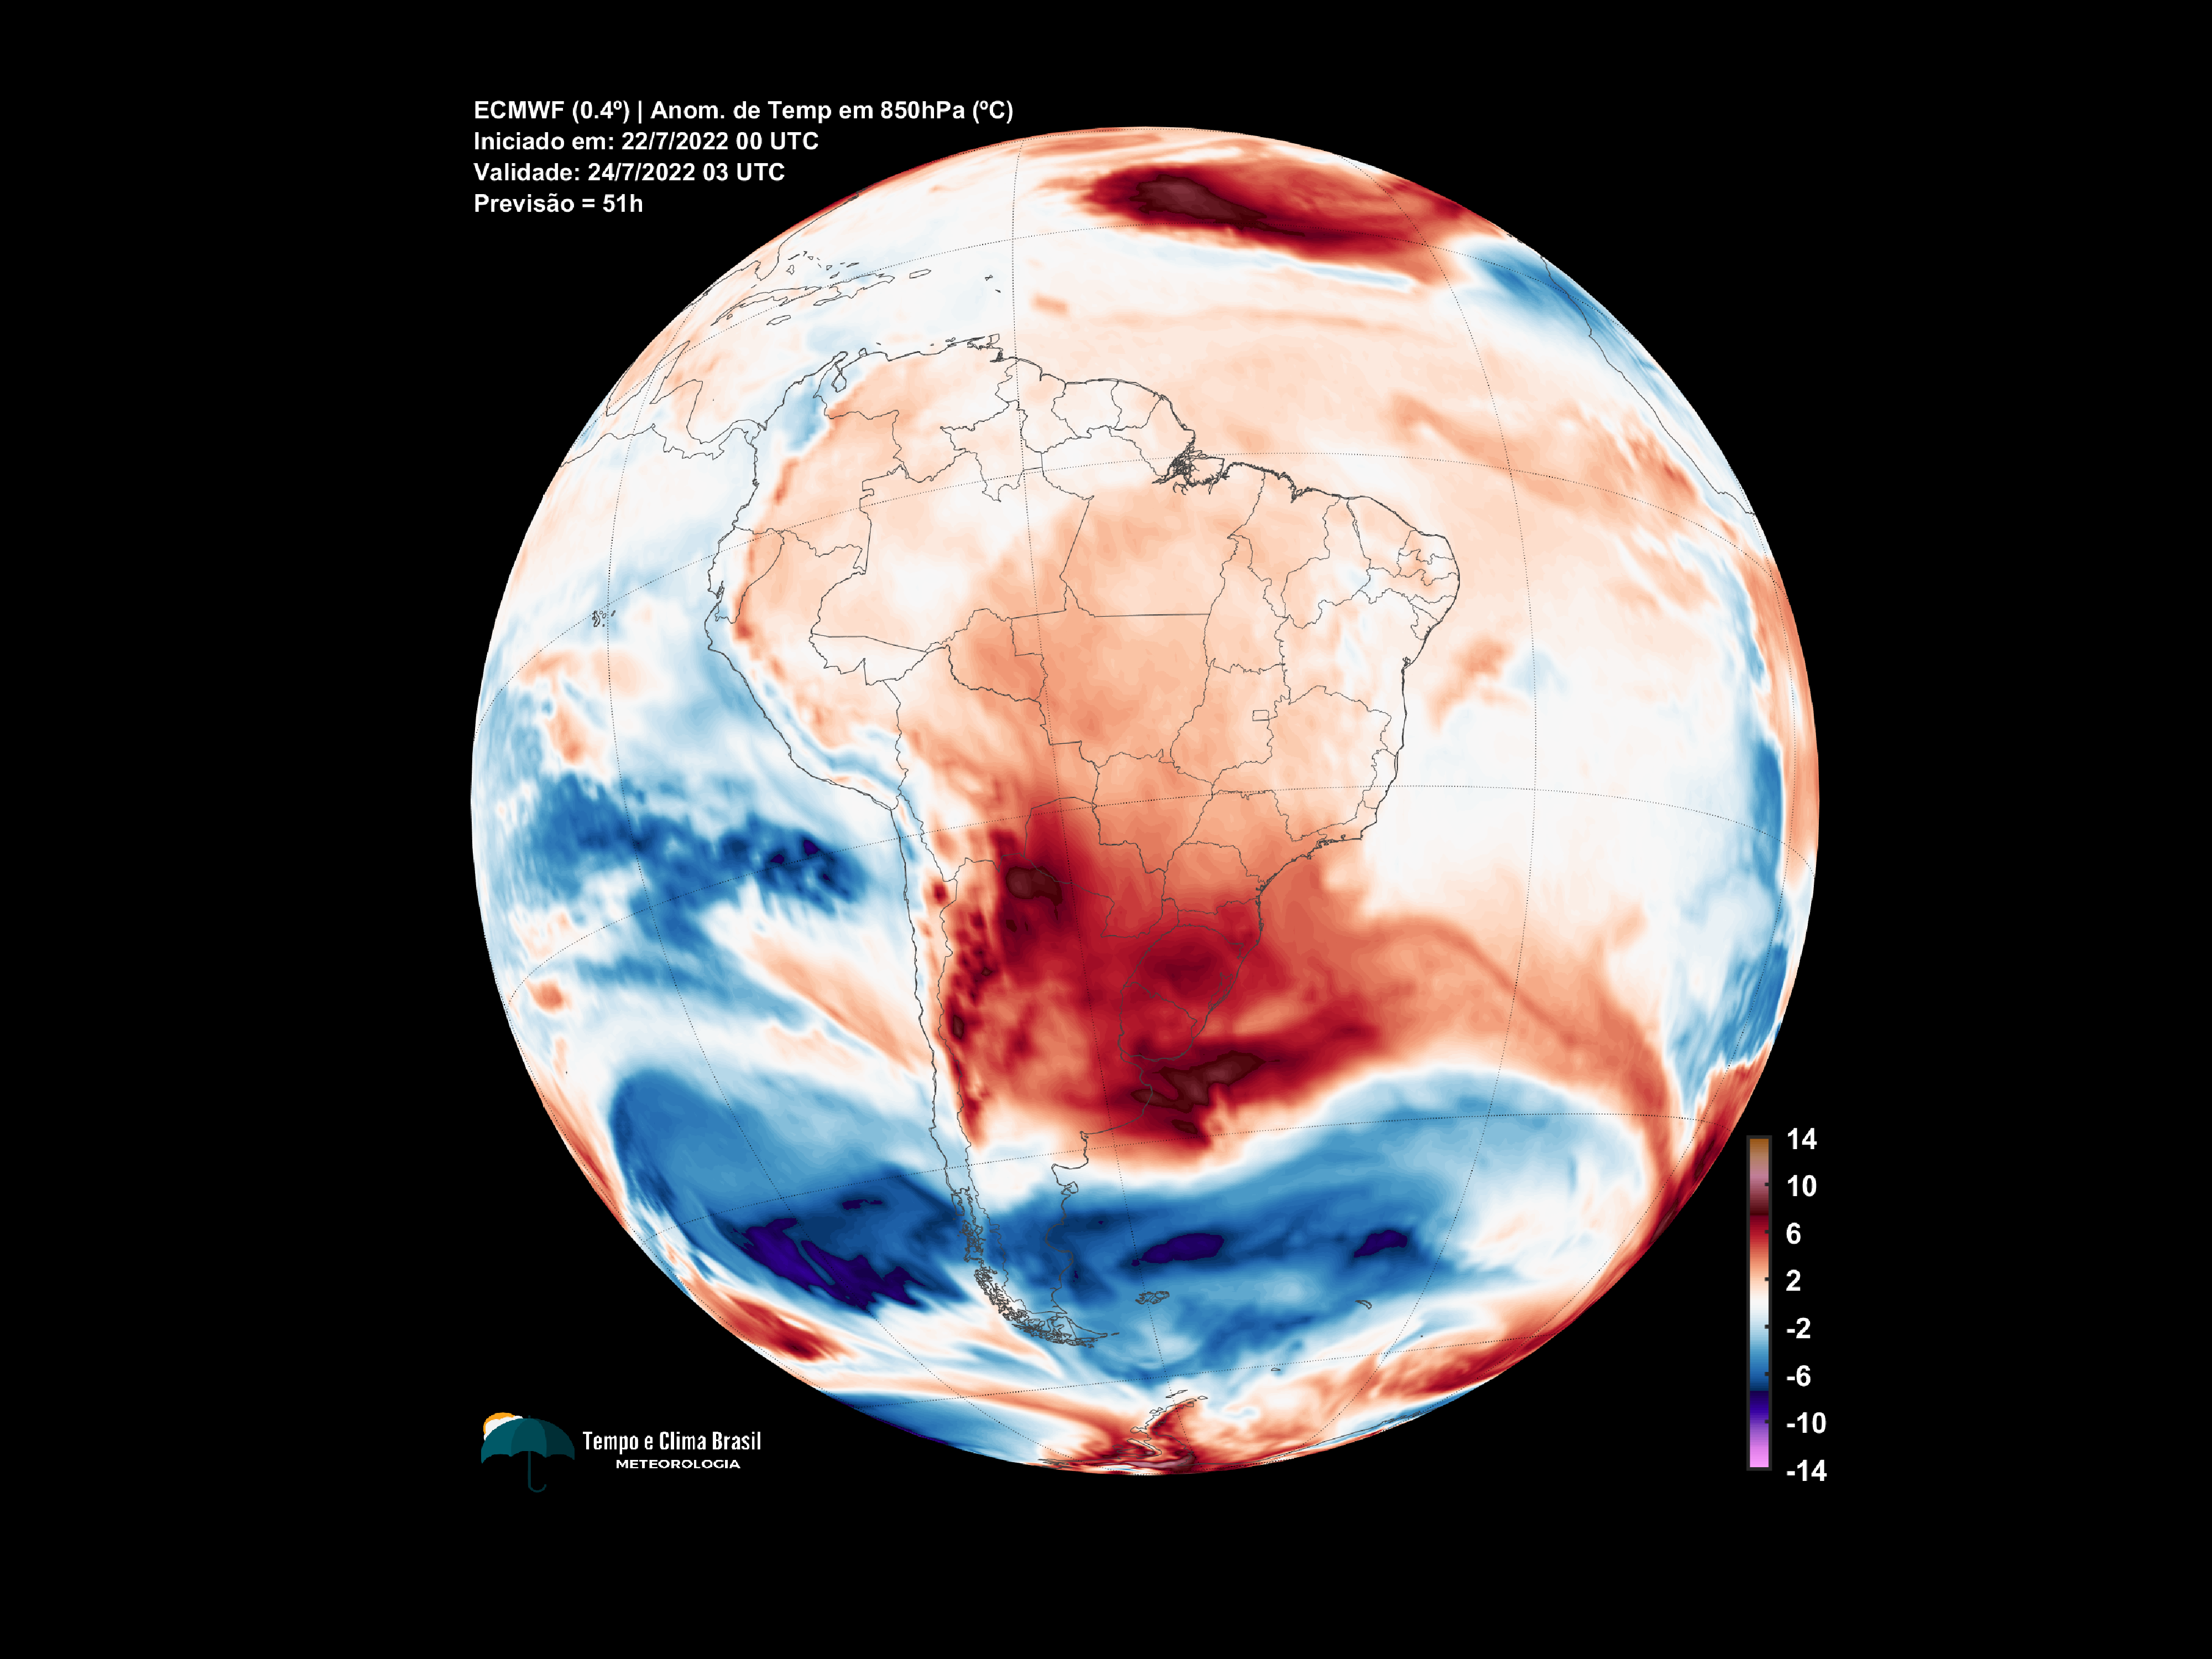 ECMWF (0.4º) | Anom. de Temp em 850hPa (ºC)
Iniciado em: 22/7/2022 00 UTC
Validade: 24/7/2022 03 UTC
Previsão = 51h
14
10
6
2
-2
-6
-10
-14
Tempo e Clima Brasil
METEOROLOGIA